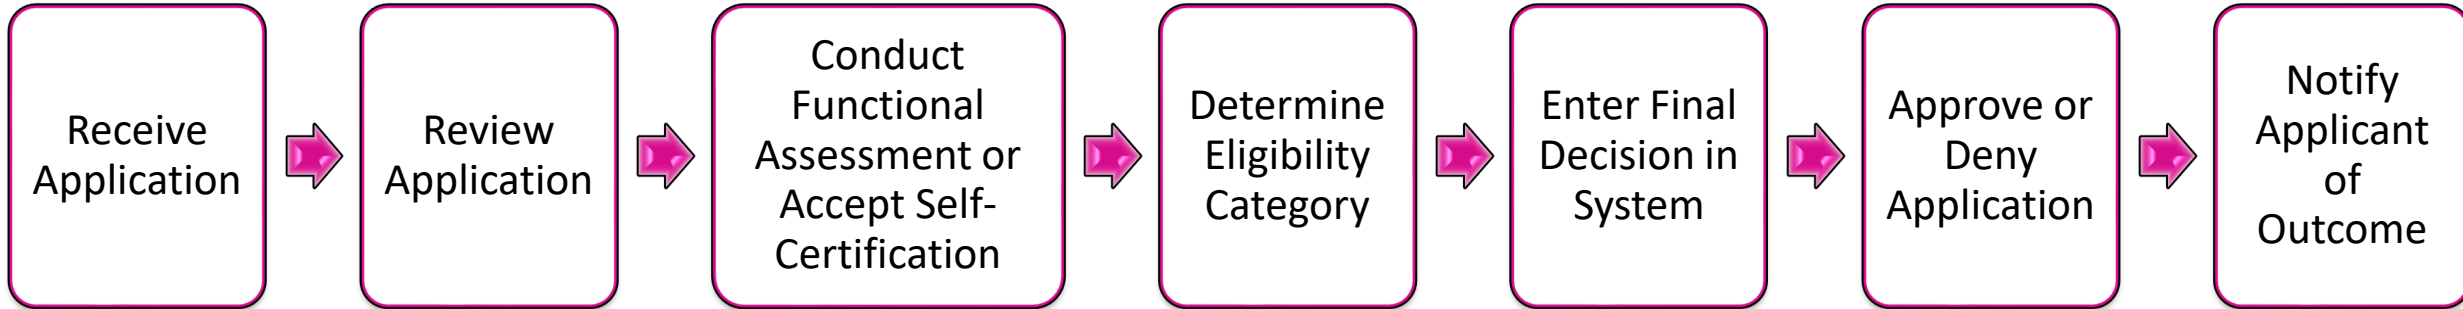 Receive
Application
Review
Application
Conduct
Functional
Assessment or
Accept Self-
Certification
Determine
Eligibility
Category
Enter Final
Decision in
System
Approve or
Deny
Application
Notify
Applicant
of
Outcome